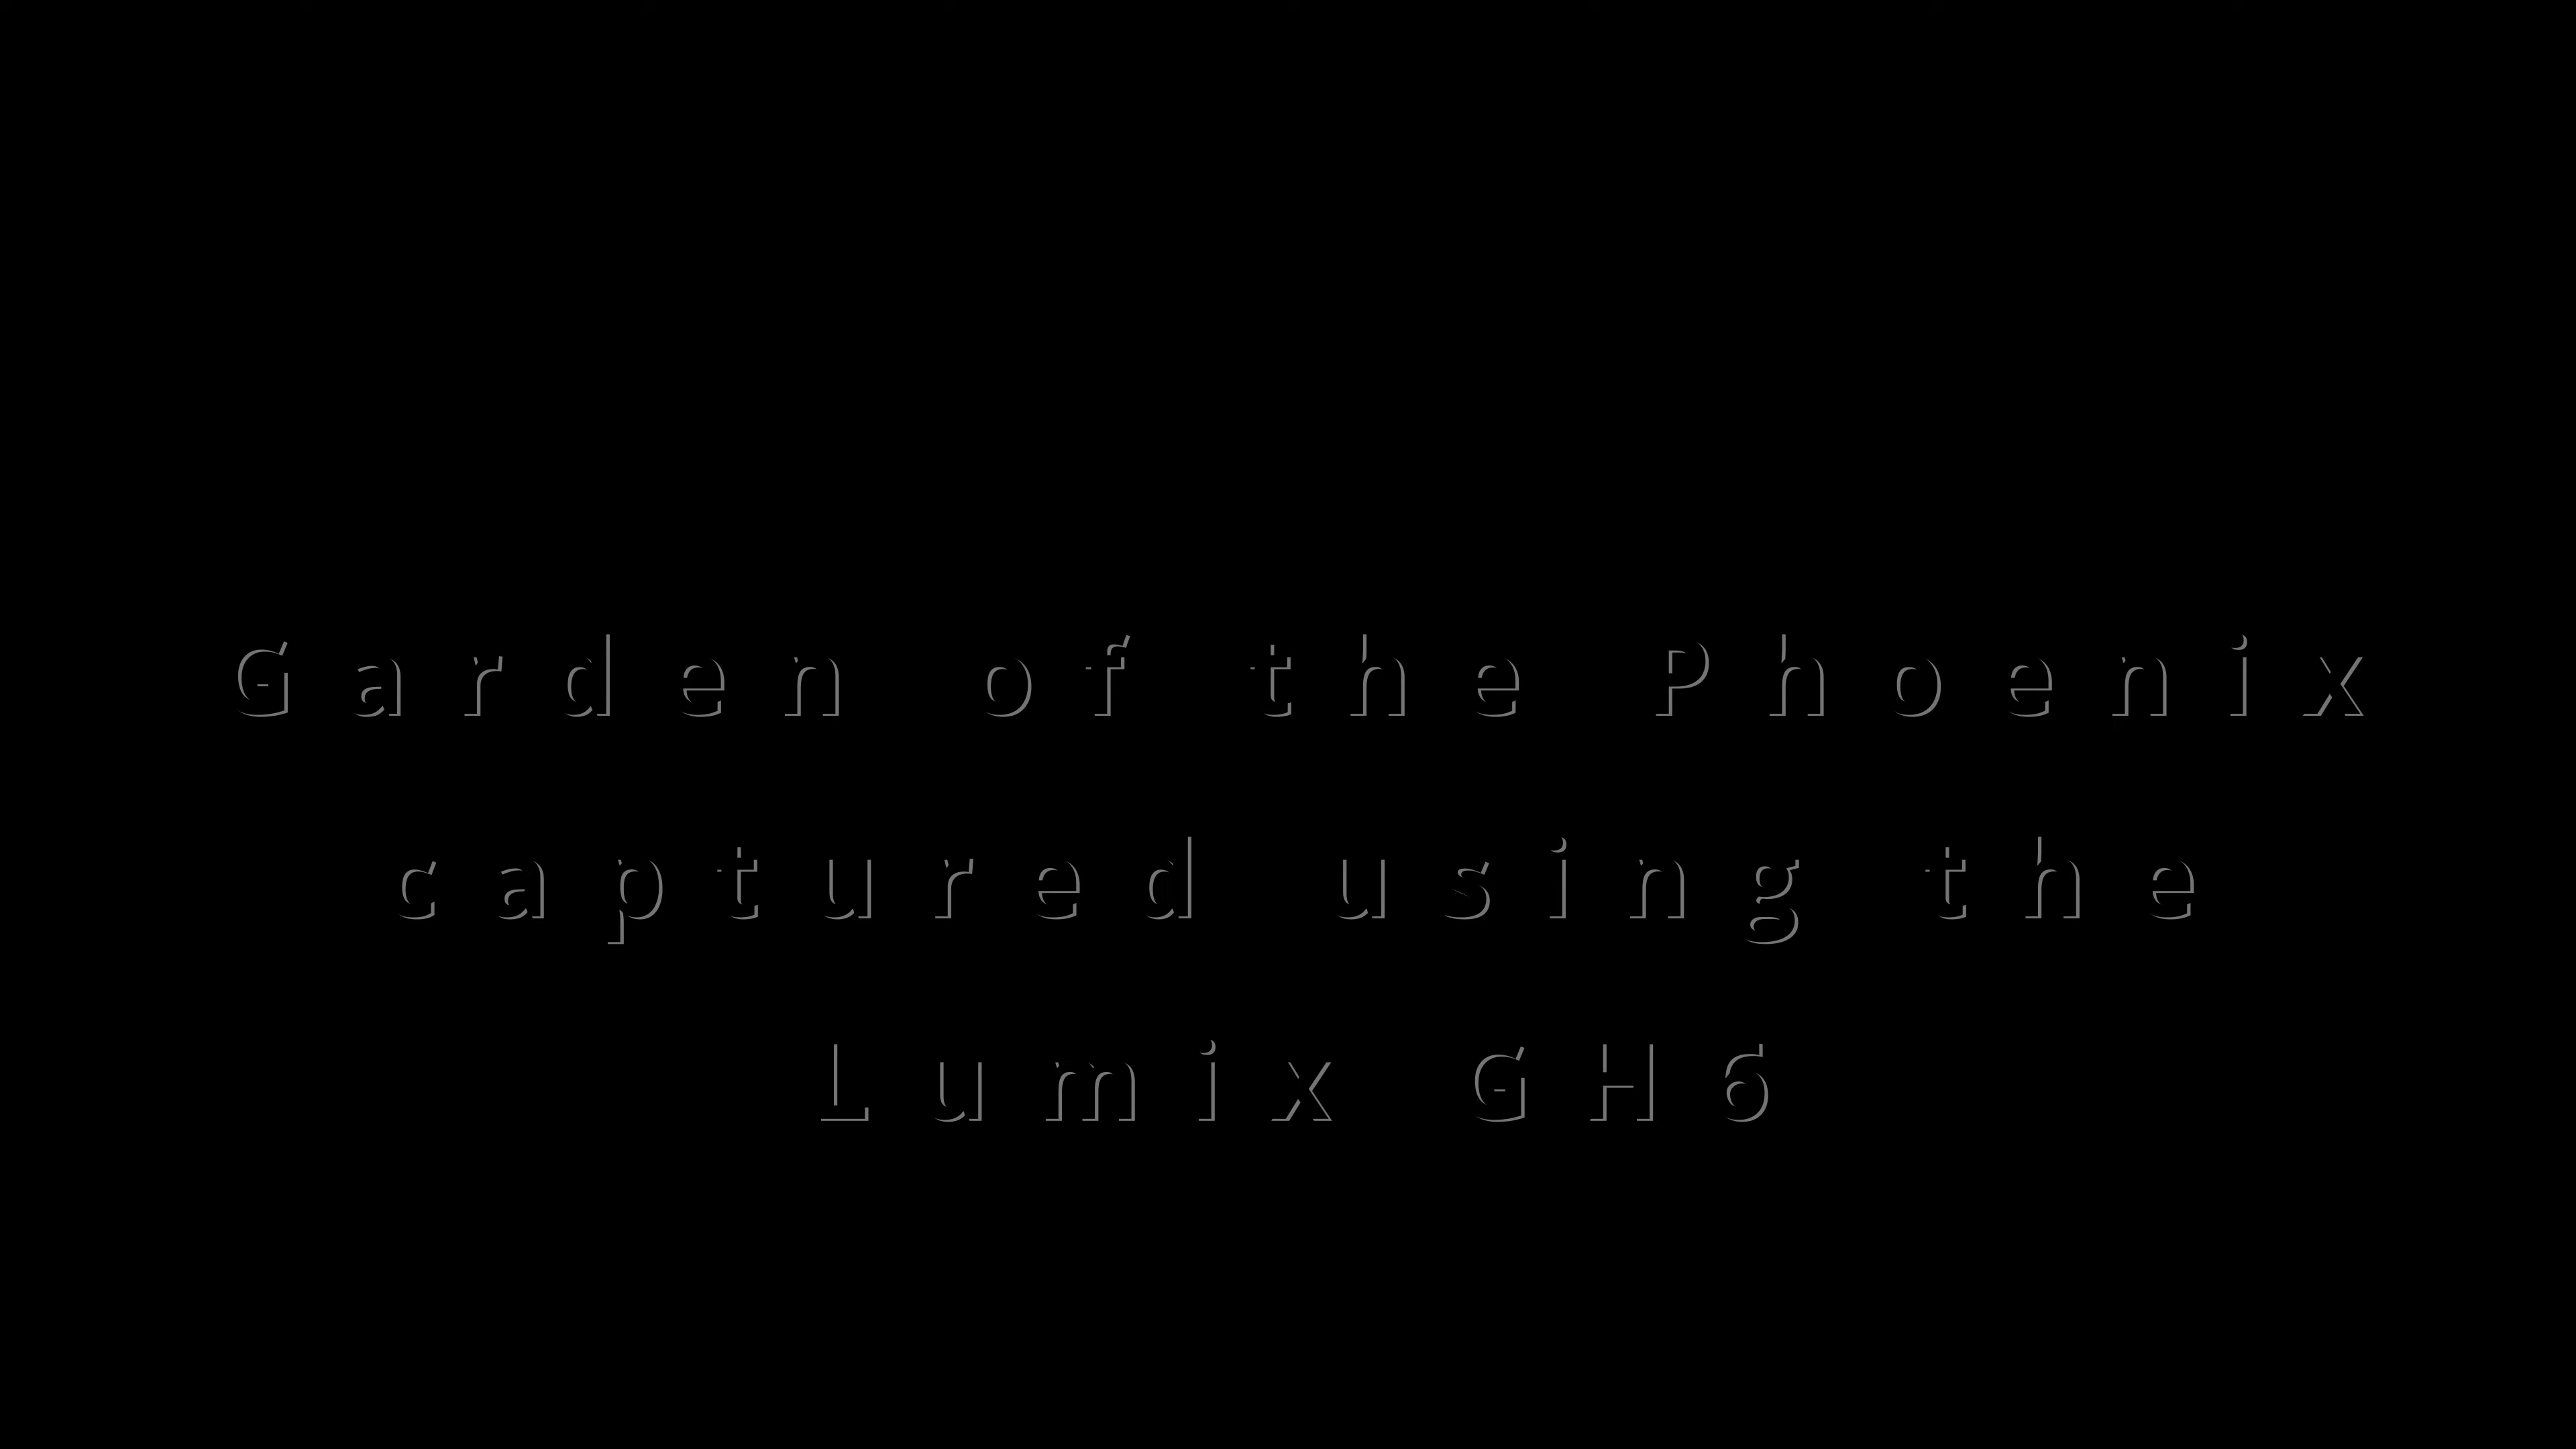 Garden of the Phoenix
captured using the
Lumix GH6